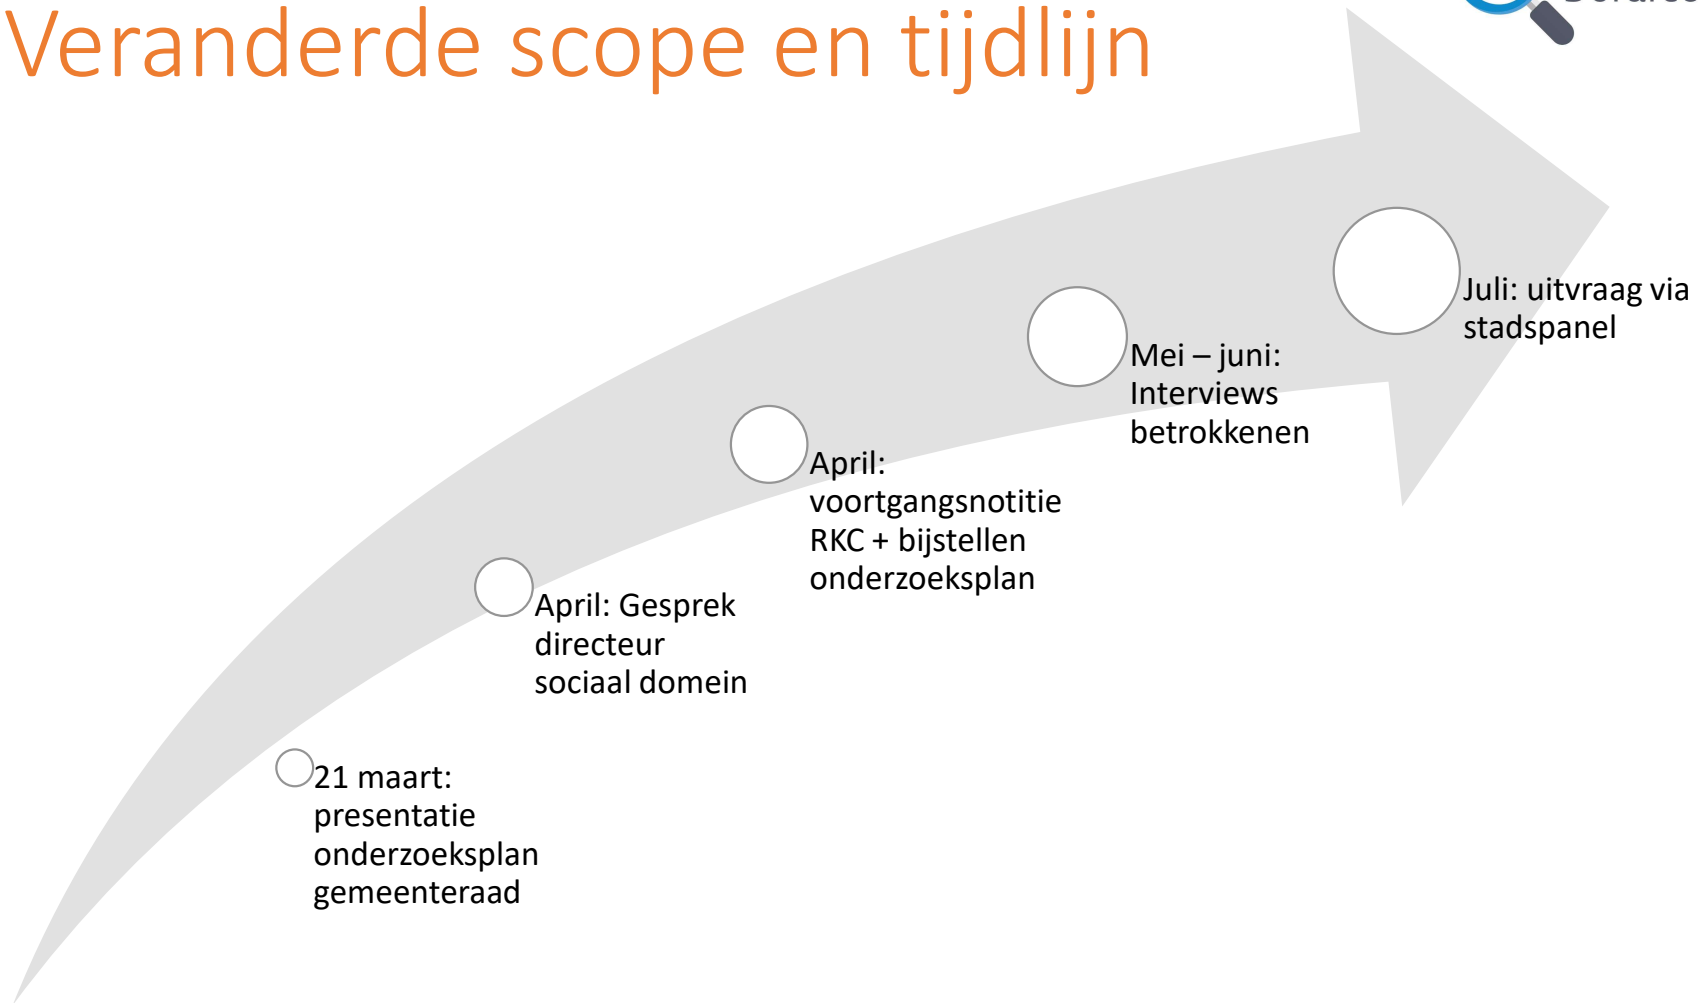 Veranderde scope en tijdlijn
Juli: uitvraag via
stadspanel
Mei – juni:
Interviews
betrokkenen
April:
voortgangsnotitie
RKC + bijstellen
onderzoeksplan
April: Gesprek
directeur
sociaal domein
21 maart:
presentatie
onderzoeksplan
gemeenteraad